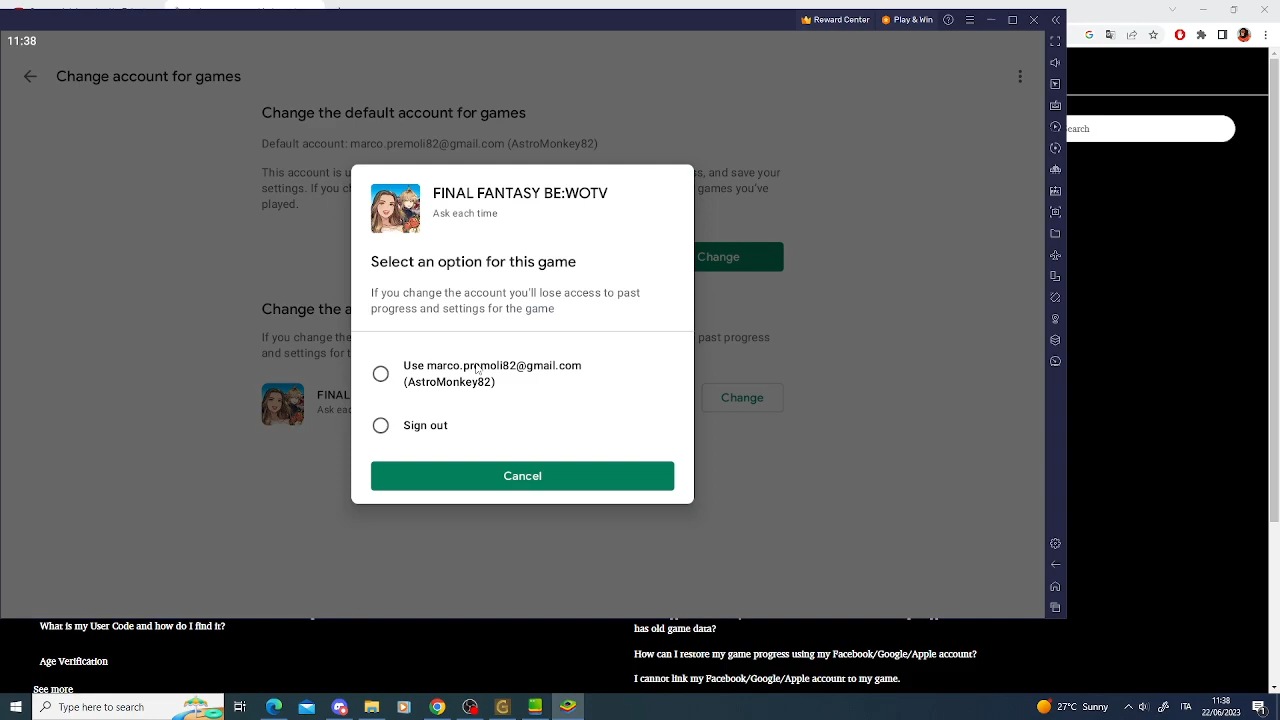 Reward Center
Play & Win
11:38
Change account for games
Change the default account for games
Default account: marco.premoli82@gmail.com (AstroMonkey82)
This account is u
s, and save your
settings. If you ch
games you've
played.
Change
Change the a
If you change the
past progress
and settings for t
FINAL
Ask eac
Change
FINAL FANTASY BE:WOTV
Ask each time
Select an option for this game
If you change the account you'll lose access to past
progress and settings for the game
Use marco.premoli82@gmail.com
(AstroMonkey82)
Sign out
Cancel
earch
What is my User Code and how do I find it?
has old game data?
Age Verification
How can I restore my game progress using my Facebook/Google/Apple account?
See more
I cannot link my Facebook/Google/Apple account to my game.
Type here to search
11:38
22/06/2023